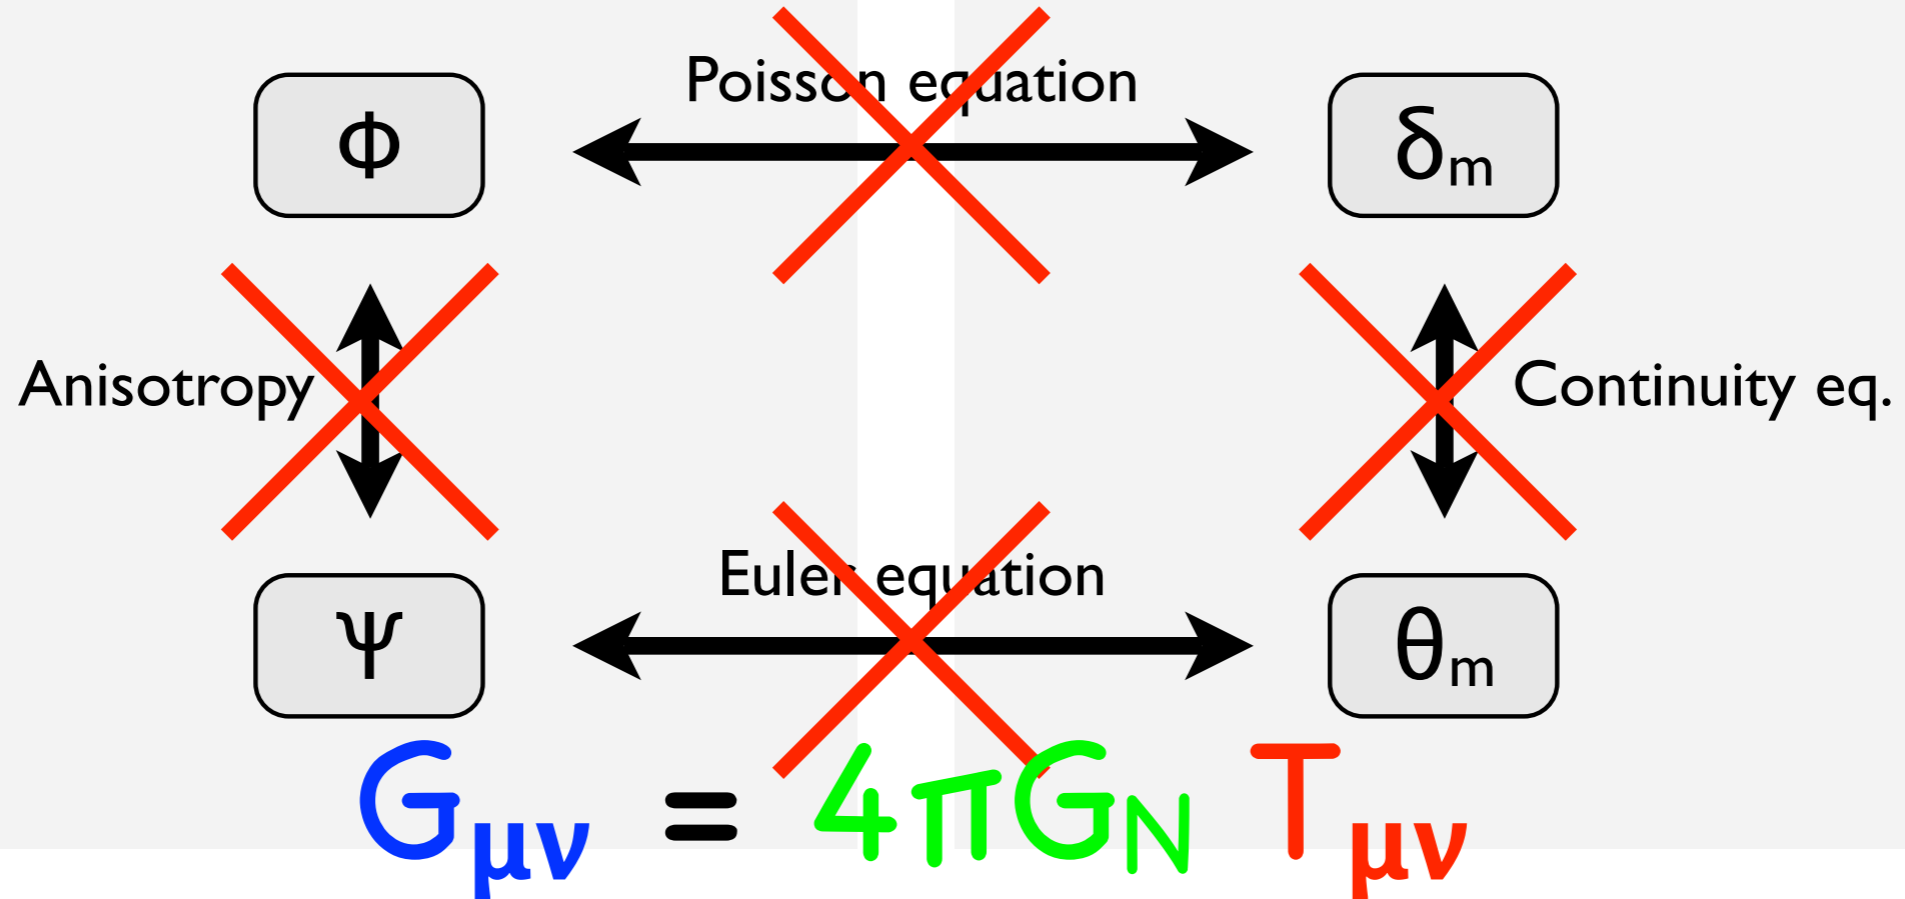 Poisson equation
Φ
δm
Anisotropy
Continuity eq.
Euler equation
Ψ
θm
Gμν = 4πGN Tμν